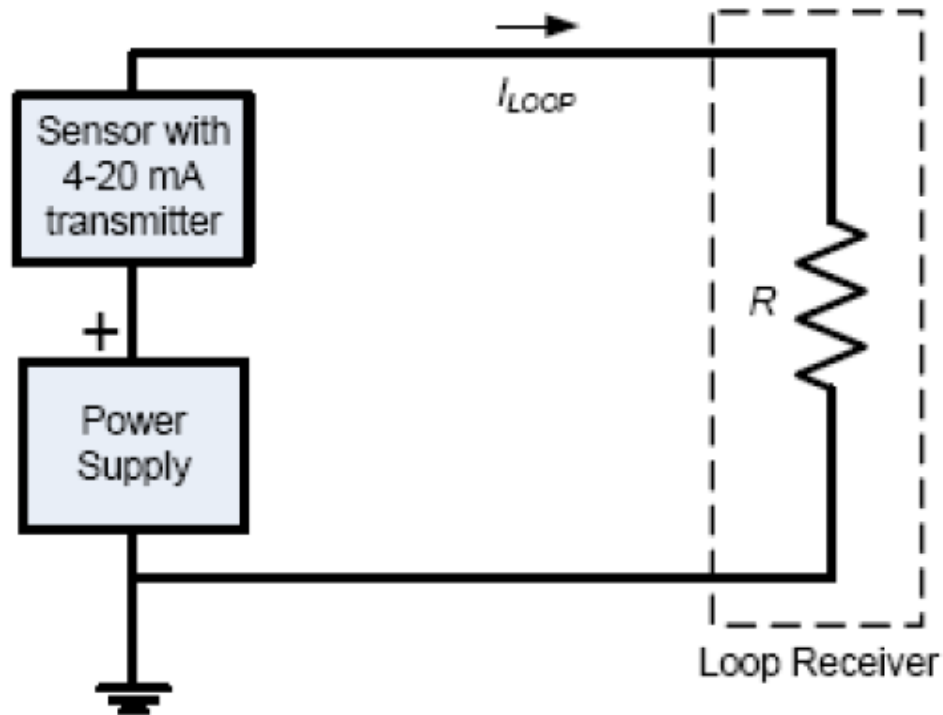 I_LOOP
Sensor with
4-20 mA
transmitter
+
R
Power
Supply
Loop Receiver